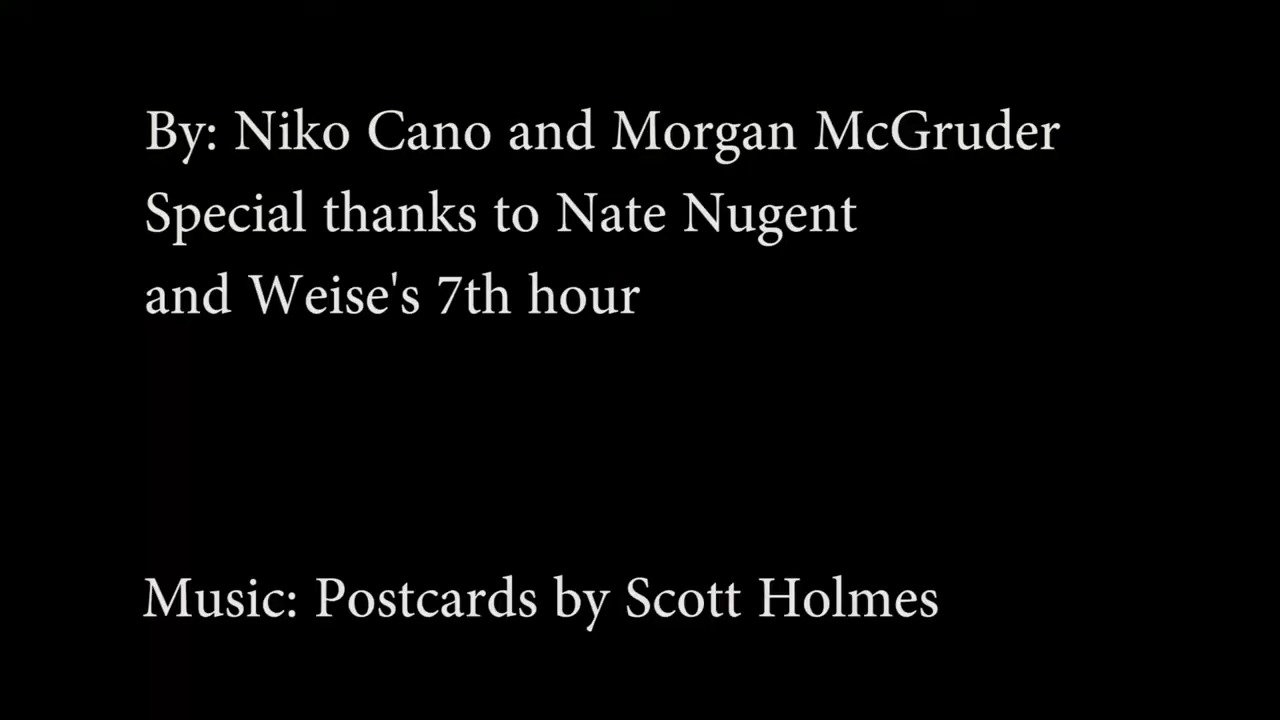 By: Niko Cano and Morgan McGruder
Special thanks to Nate Nugent
and Weise's 7th hour
Music: Postcards by Scott Holmes